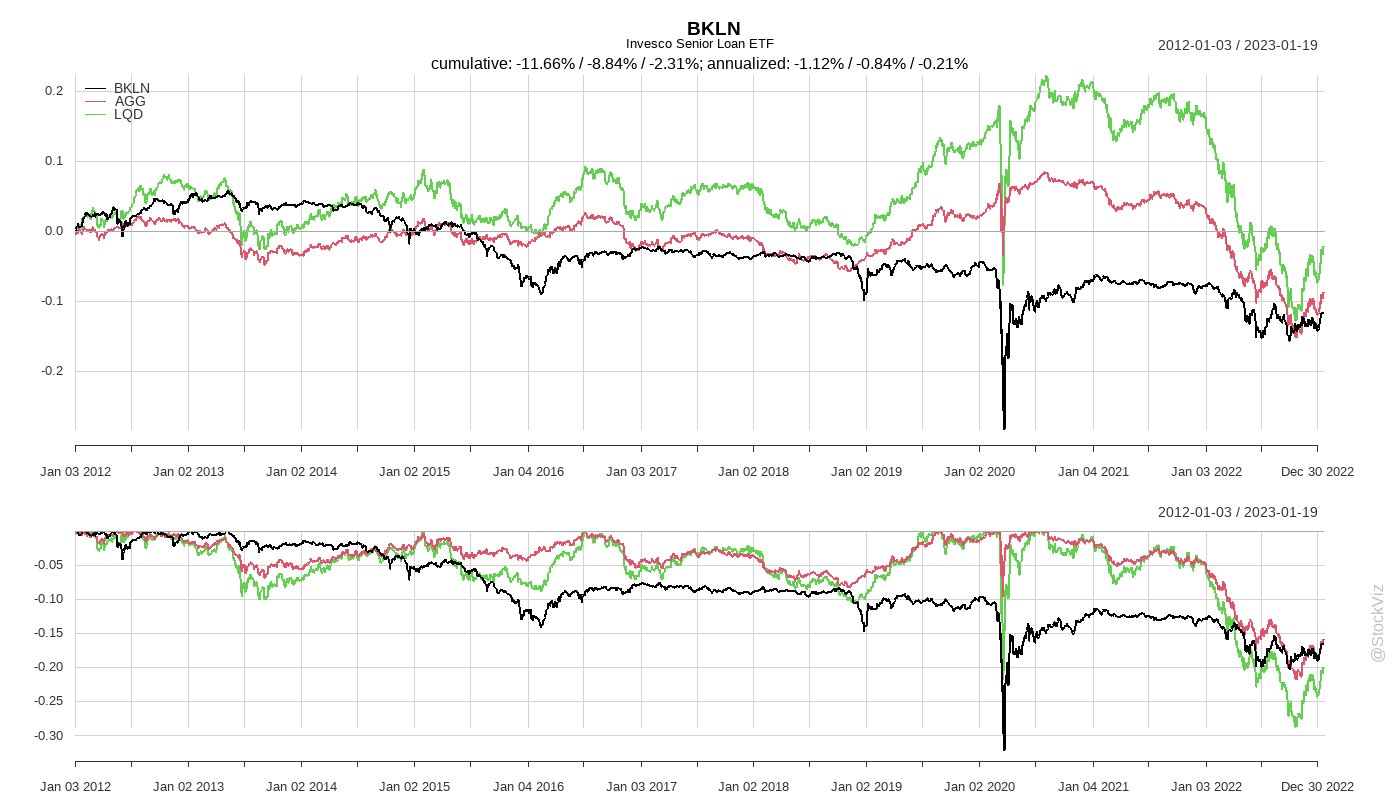 BKLN
Invesco Senior Loan ETF
2012-01-03 / 2023-01-19
cumulative: -11.66% / -8.84% / -2.31%; annualized: -1.12% / -0.84% / -0.21%
BKLN
AGG
LQD
0.2
0.1
0.0
-0.1
-0.2
Jan 03 2012 Jan 02 2013 Jan 02 2014 Jan 02 2015 Jan 04 2016 Jan 03 2017 Jan 02 2018 Jan 02 2019 Jan 02 2020 Jan 04 2021 Jan 03 2022 Dec 30 2022
2012-01-03 / 2023-01-19
-0.05
-0.10
-0.15
-0.20
-0.25
-0.30
Jan 03 2012 Jan 02 2013 Jan 02 2014 Jan 02 2015 Jan 04 2016 Jan 03 2017 Jan 02 2018 Jan 02 2019 Jan 02 2020 Jan 04 2021 Jan 03 2022 Dec 30 2022
@StockViz